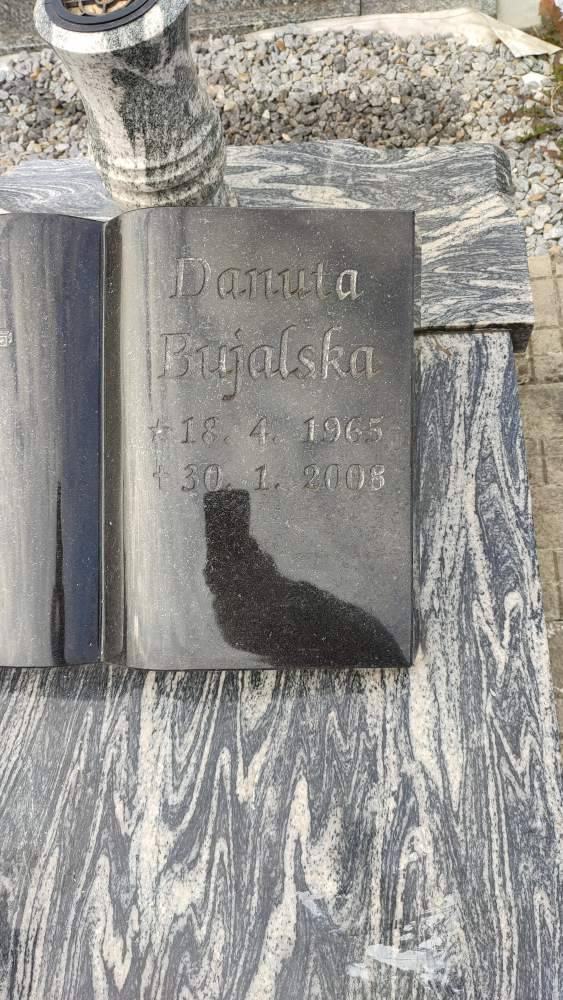 Danuta
Bujalska
* 18. 4. 1965
† 30. 1. 2008